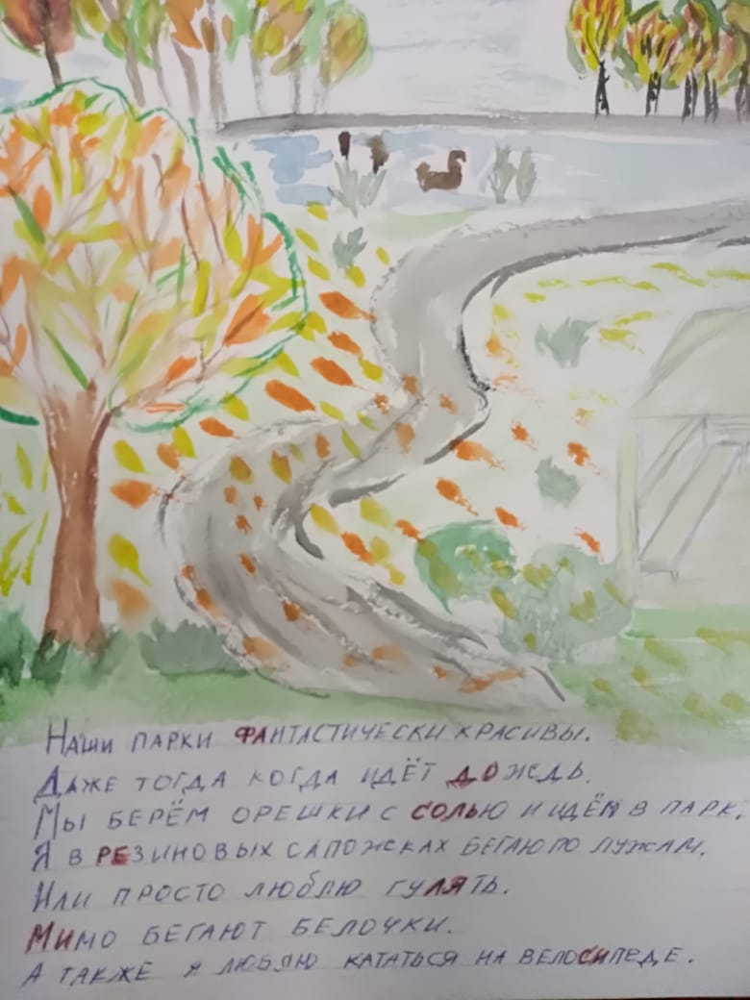 Наши парки фантастически красивы.
Даже тогда когда идёт дождь.
Мы берём орешки с солью и идём в парк.
Я в резиновых сапожсках бегаю по лужам.
Или просто люблю гулять.
Мимо бегают белочки.
А также я люблю кататься на велосипеде.